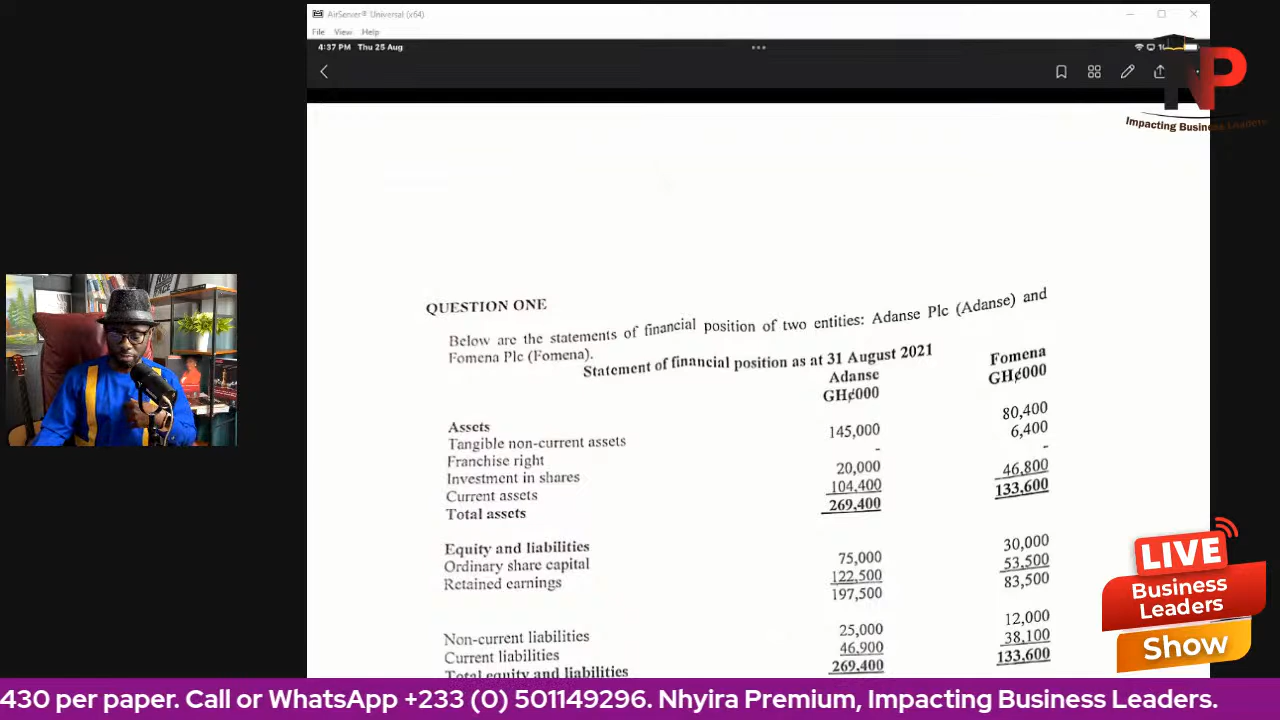 AirServer® Universal (x64)
File View Help
4:37 PM Thu 25 Aug
NP
Impacting Business Leaders
QUESTION ONE
Below are the statements of financial position of two entities: Adanse Plc (Adanse) and
Fomena Plc (Fomena).
Statement of financial position as at 31 August 2021
Adanse Fomena
GH¢000 GH¢000
Assets
Tangible non-current assets 145,000 80,400
Franchise right - 6,400
Investment in shares 20,000 -
Current assets 104,400 46,800
Total assets 269,400 133,600
Equity and liabilities
Ordinary share capital 75,000 30,000
Retained earnings 122,500 53,500
197,500 83,500
Non-current liabilities 25,000 12,000
Current liabilities 46,900 38,100
Total equity and liabilities 269,400 133,600
LIVE
Business
Leaders
Show
430 per paper. Call or WhatsApp +233 (0) 501149296. Nhyira Premium, Impacting Business Leaders.